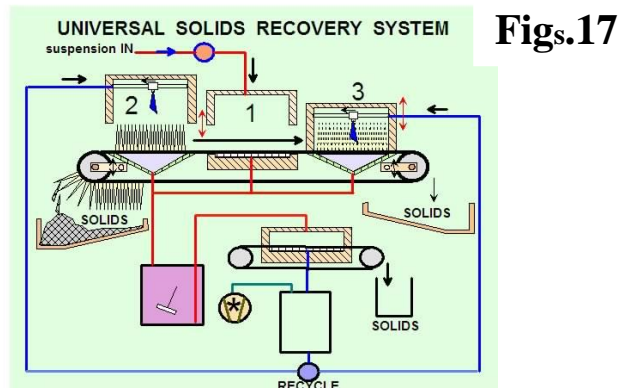 Figs.17
UNIVERSAL SOLIDS RECOVERY SYSTEM
suspension IN
2
1
3
SOLIDS
SOLIDS
*
SOLIDS
RECYCLE